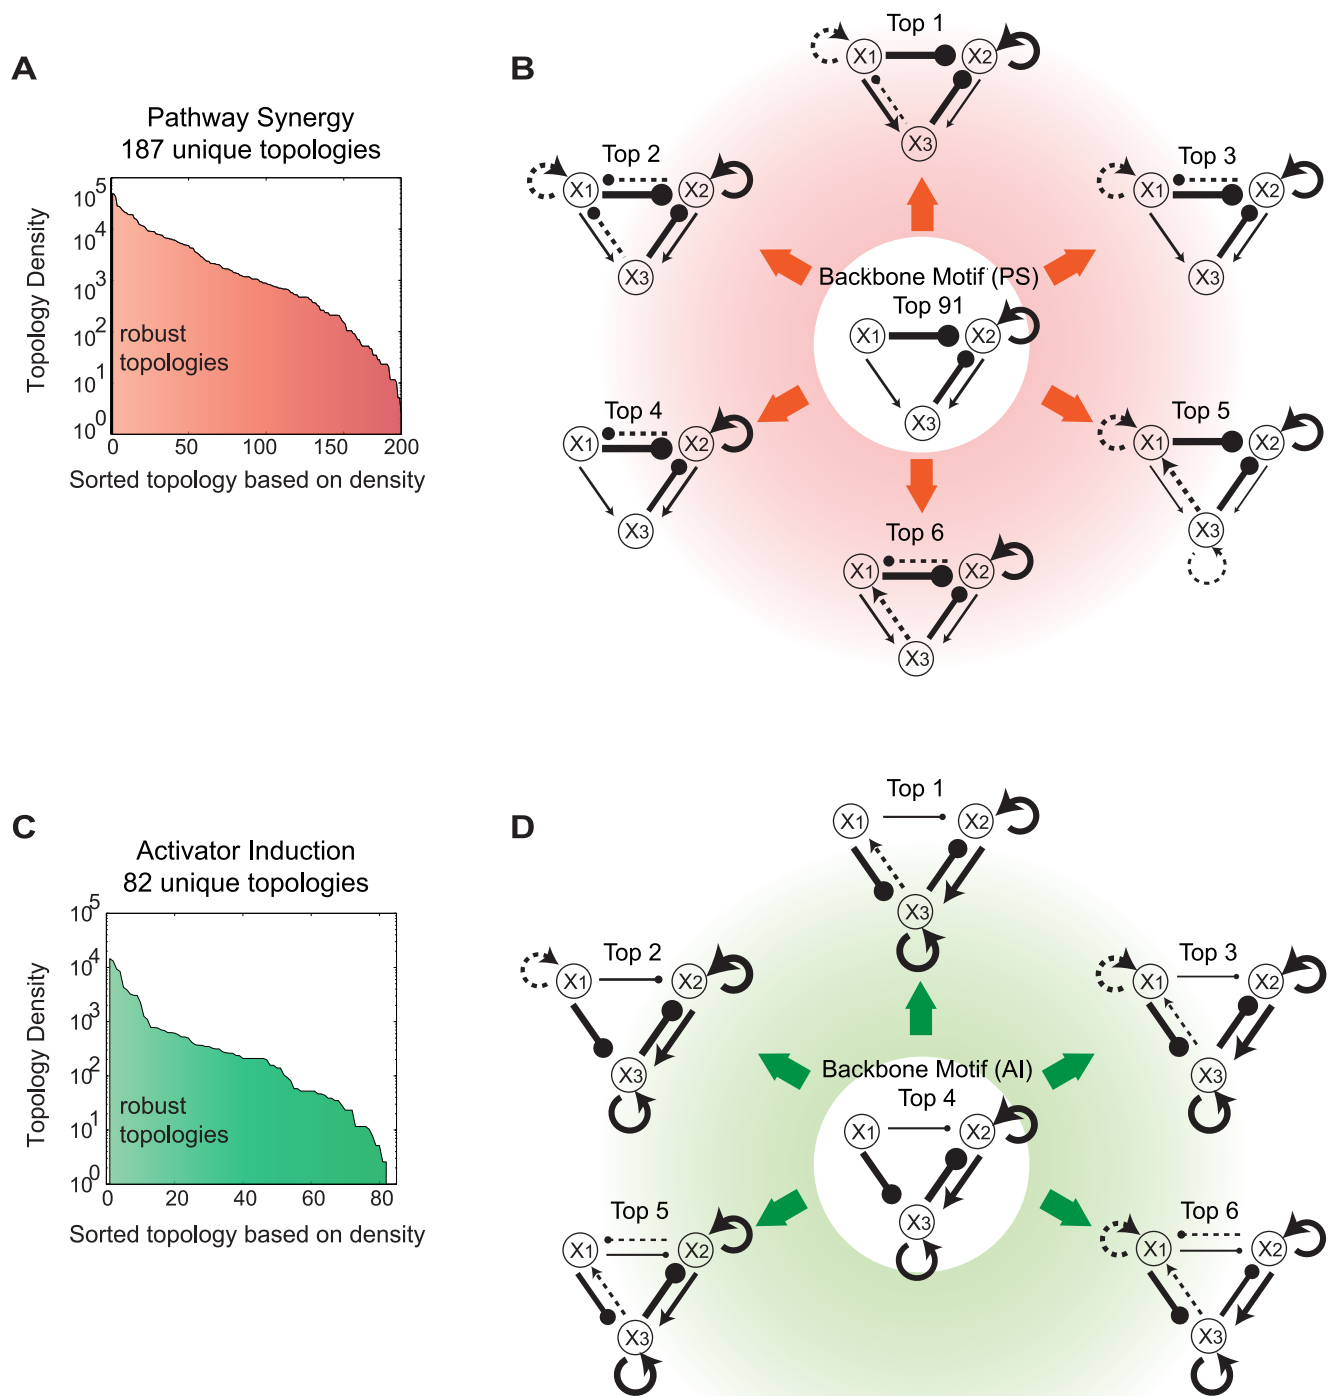 A
Pathway Synergy
187 unique topologies
Topology Density
10^5
10^4
10^3
10^2
10^1
10^0
robust
topologies
0 50 100 150 200
Sorted topology based on density
B
Top 1
X1 X2
X3
Top 2
X1 X2
X3
Top 3
X1 X2
X3
Backbone Motif (PS)
Top 91
X1 X2
X3
Top 4
X1 X2
X3
Top 5
X1 X2
X3
Top 6
X1 X2
X3
C
Activator Induction
82 unique topologies
Topology Density
10^5
10^4
10^3
10^2
10^1
10^0
robust
topologies
0 20 40 60 80
Sorted topology based on density
D
Top 1
X1 X2
X3
Top 2
X1 X2
X3
Top 3
X1 X2
X3
Backbone Motif (AI)
Top 4
X1 X2
X3
Top 5
X1 X2
X3
Top 6
X1 X2
X3